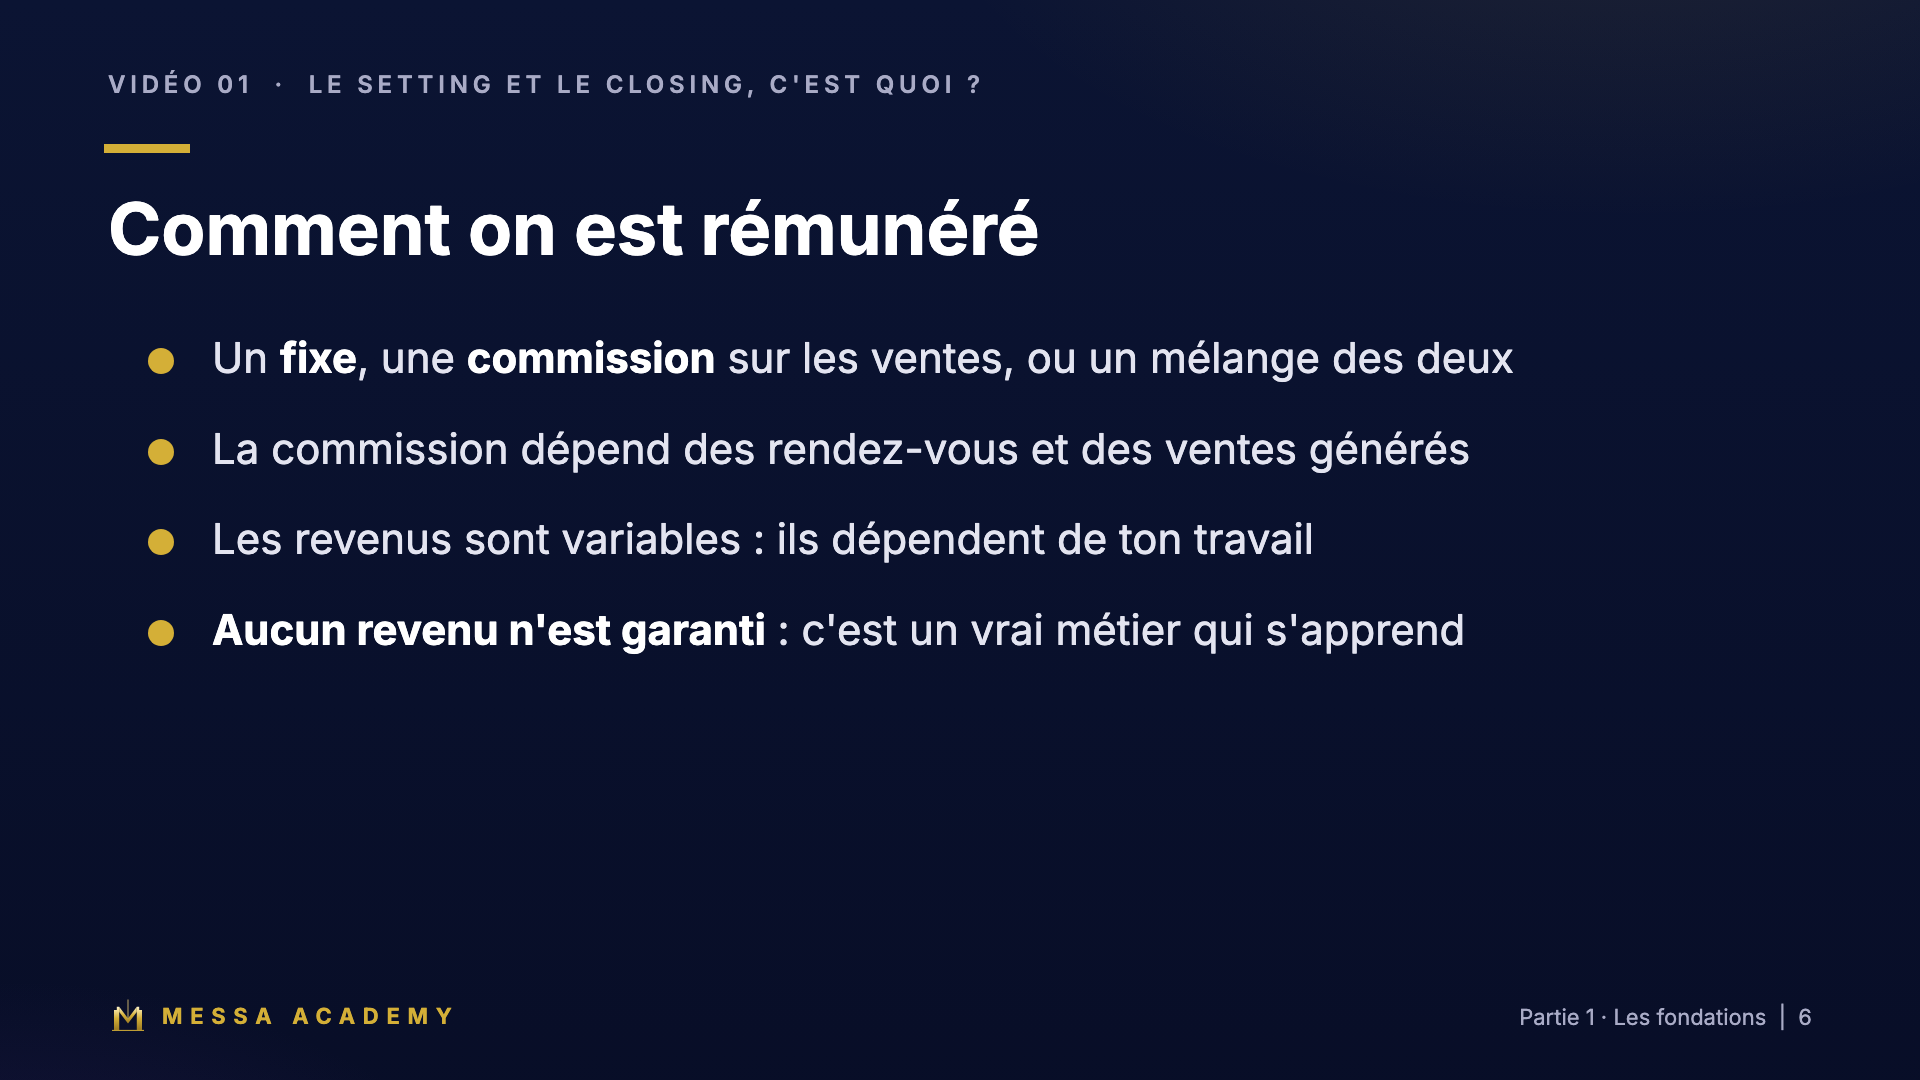 VIDÉO 01 · LE SETTING ET LE CLOSING, C'EST QUOI ?
Comment on est rémunéré
Un fixe, une commission sur les ventes, ou un mélange des deux
La commission dépend des rendez-vous et des ventes générés
Les revenus sont variables : ils dépendent de ton travail
Aucun revenu n'est garanti : c'est un vrai métier qui s'apprend
MESSA ACADEMY
Partie 1 · Les fondations | 6